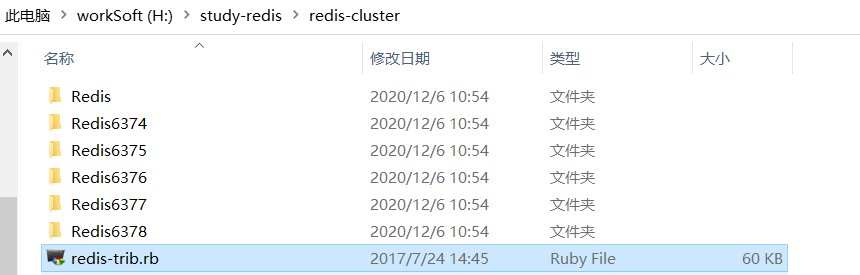 此电脑 > workSoft (H:) > study-redis > redis-cluster
名称 修改日期 类型 大小
Redis 2020/12/6 10:54 文件夹
Redis6374 2020/12/6 10:54 文件夹
Redis6375 2020/12/6 10:54 文件夹
Redis6376 2020/12/6 10:54 文件夹
Redis6377 2020/12/6 10:54 文件夹
Redis6378 2020/12/6 10:54 文件夹
redis-trib.rb 2017/7/24 14:45 Ruby File 60 KB